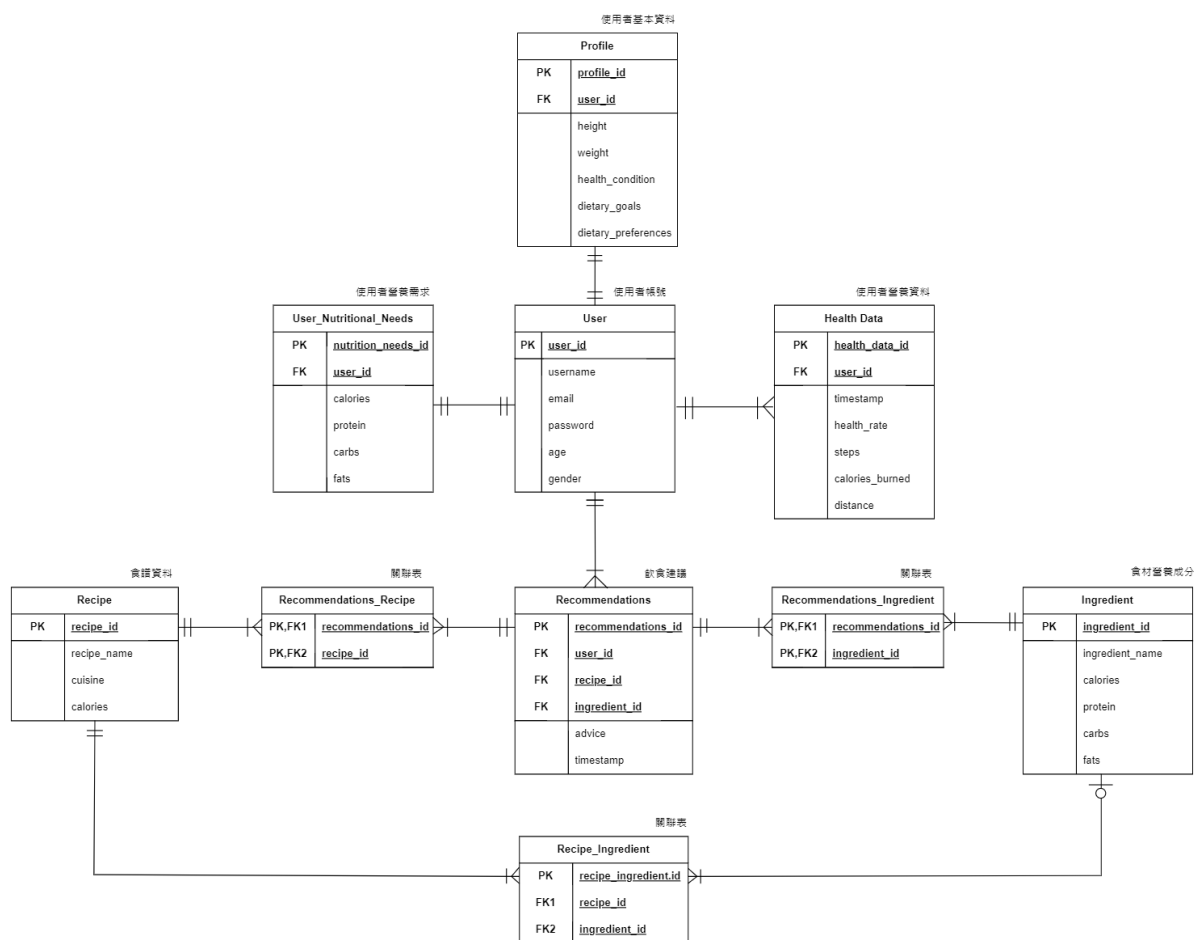 使用者基本資料
Profile
PK profile_id
FK user_id
height
weight
health_condition
dietary_goals
dietary_preferences
使用者營養需求
User_Nutritional_Needs
PK nutrition_needs_id
FK user_id
calories
protein
carbs
fats
使用者帳號
User
PK user_id
username
email
password
age
gender
使用者營養資料
Health Data
PK health_data_id
FK user_id
timestamp
health_rate
steps
calories_burned
distance
食譜資料
Recipe
PK recipe_id
recipe_name
cuisine
calories
關聯表
Recommendations_Recipe
PK,FK1 recommendations_id
PK,FK2 recipe_id
飲食建議
Recommendations
PK recommendations_id
FK user_id
FK recipe_id
FK ingredient_id
advice
timestamp
關聯表
Recommendations_Ingredient
PK,FK1 recommendations_id
PK,FK2 ingredient_id
食材營養成分
Ingredient
PK ingredient_id
ingredient_name
calories
protein
carbs
fats
關聯表
Recipe_Ingredient
PK recipe_ingredient.id
FK1 recipe_id
FK2 ingredient_id